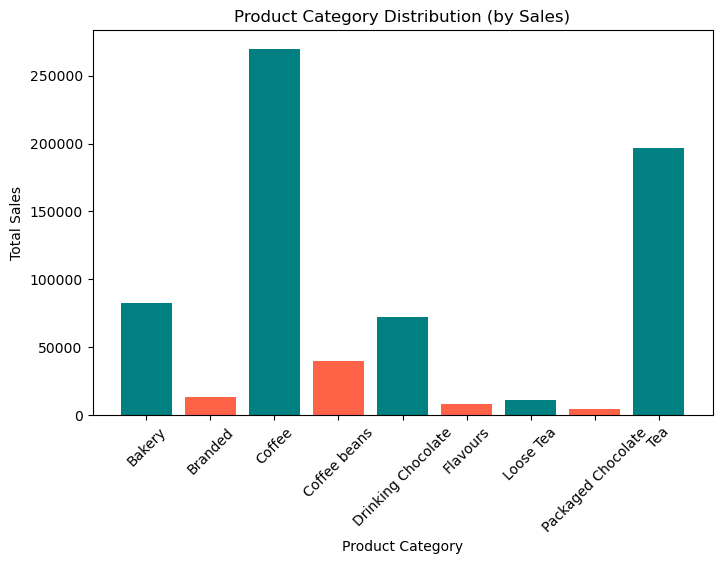 Product Category Distribution (by Sales)
Total Sales
250000
200000
150000
100000
50000
0
Bakery
Branded
Coffee
Coffee beans
Drinking Chocolate
Flavours
Loose Tea
Packaged Chocolate
Tea
Product Category